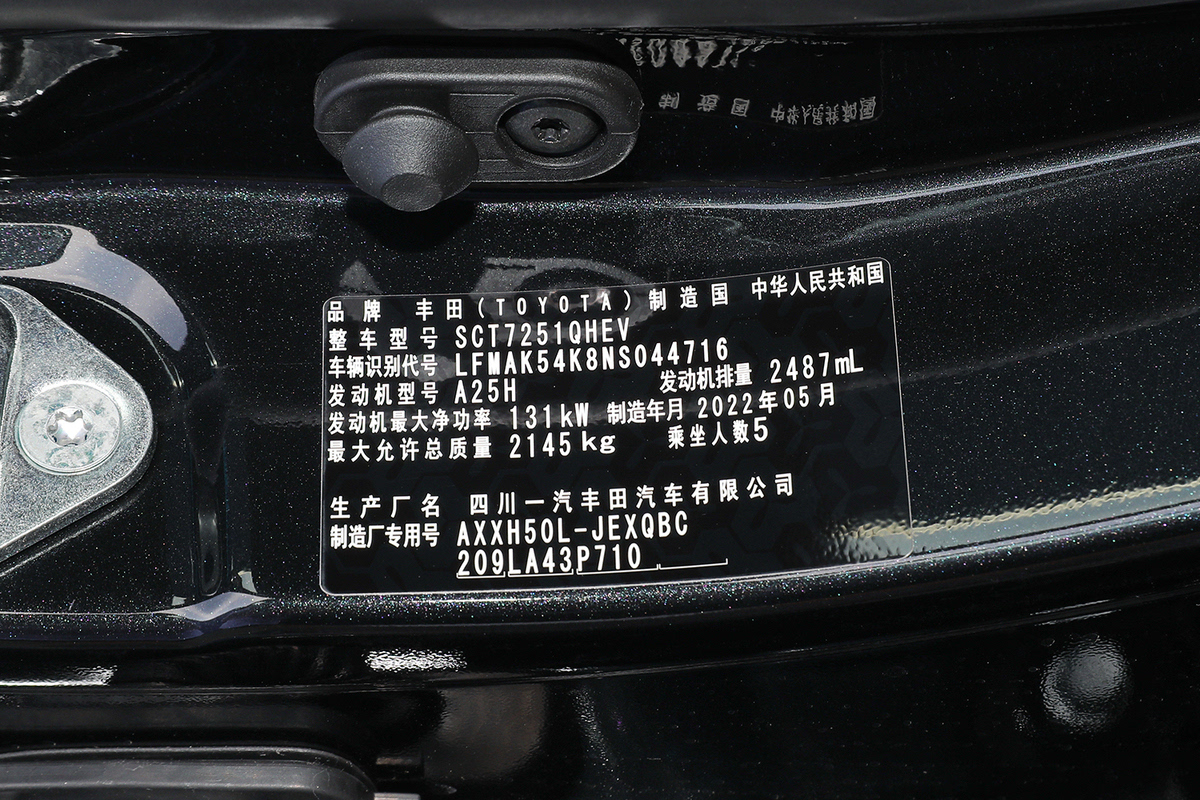 品牌 丰田(TOYOTA) 制造国 中华人民共和国
整车型号 SCT7251QHEV
车辆识别代号 LFMAK54K8NS044716
发动机型号 A25H 发动机排量 2487mL
发动机最大净功率 131kW 制造年月 2022年05月
最大允许总质量 2145kg 乘坐人数5
生产厂名 四川一汽丰田汽车有限公司
制造厂专用号 AXXH50L-JEXQBC
209LA43P710